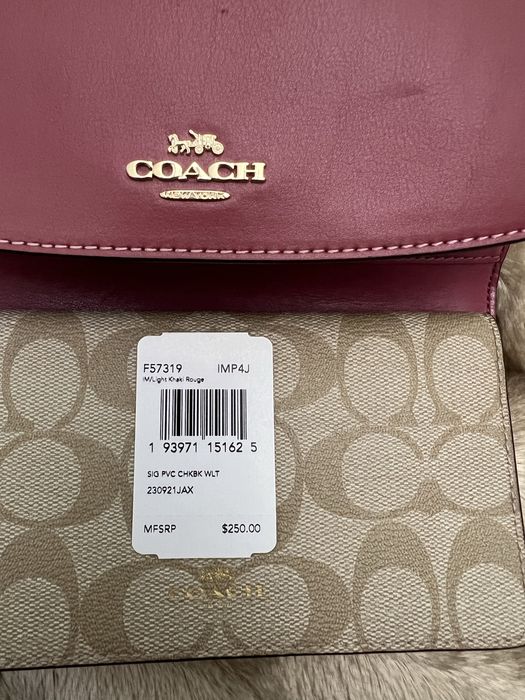 COACH
NEW YORK
F57319 IMP4J
IM/Light Khaki Rouge
1 93971 15162 5
SIG PVC CHKBK WLT
230921JAX
MFSRP $250.00
COACH